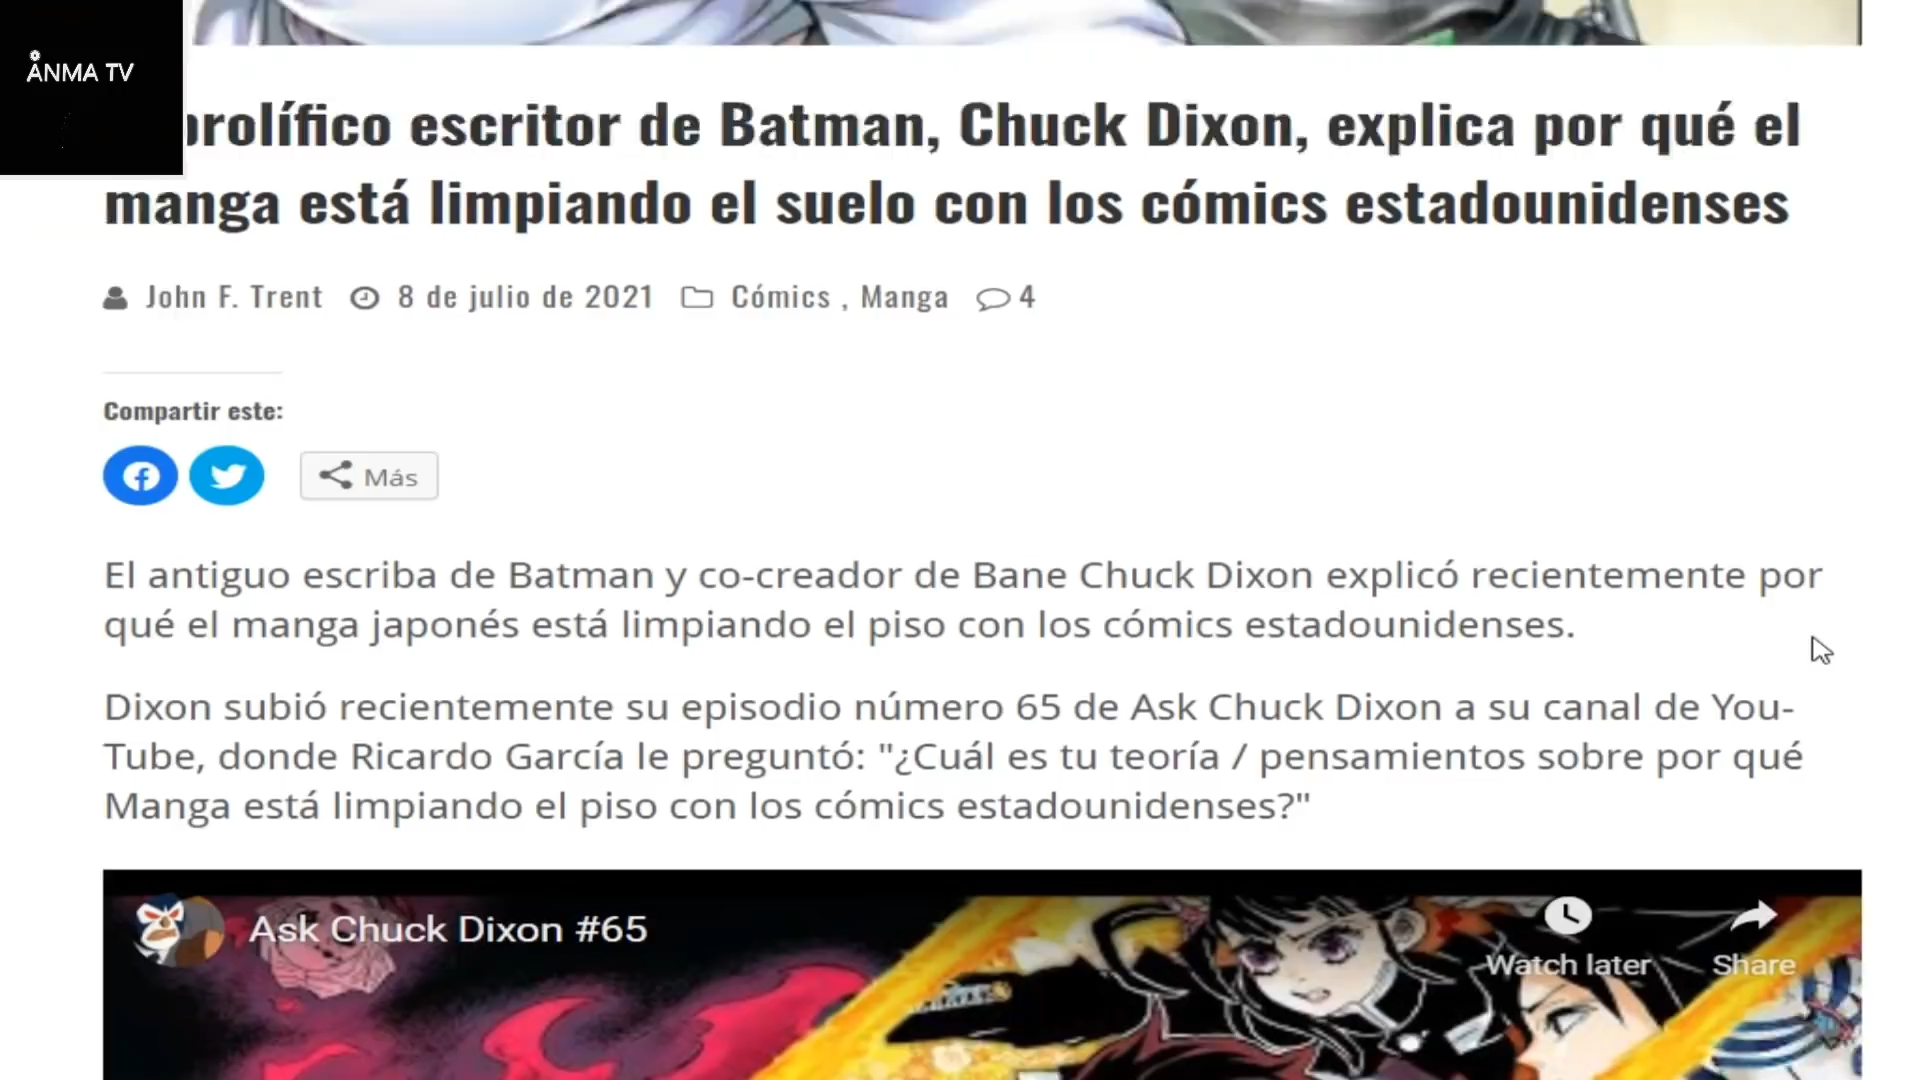 ANMA TV
prolífico escritor de Batman, Chuck Dixon, explica por qué el
manga está limpiando el suelo con los cómics estadounidenses
John F. Trent 8 de julio de 2021 Cómics , Manga 4
Compartir este:
Más
El antiguo escriba de Batman y co-creador de Bane Chuck Dixon explicó recientemente por
qué el manga japonés está limpiando el piso con los cómics estadounidenses.
Dixon subió recientemente su episodio número 65 de Ask Chuck Dixon a su canal de You-
Tube, donde Ricardo García le preguntó: "¿Cuál es tu teoría / pensamientos sobre por qué
Manga está limpiando el piso con los cómics estadounidenses?"
Ask Chuck Dixon #65
Watch later
Share